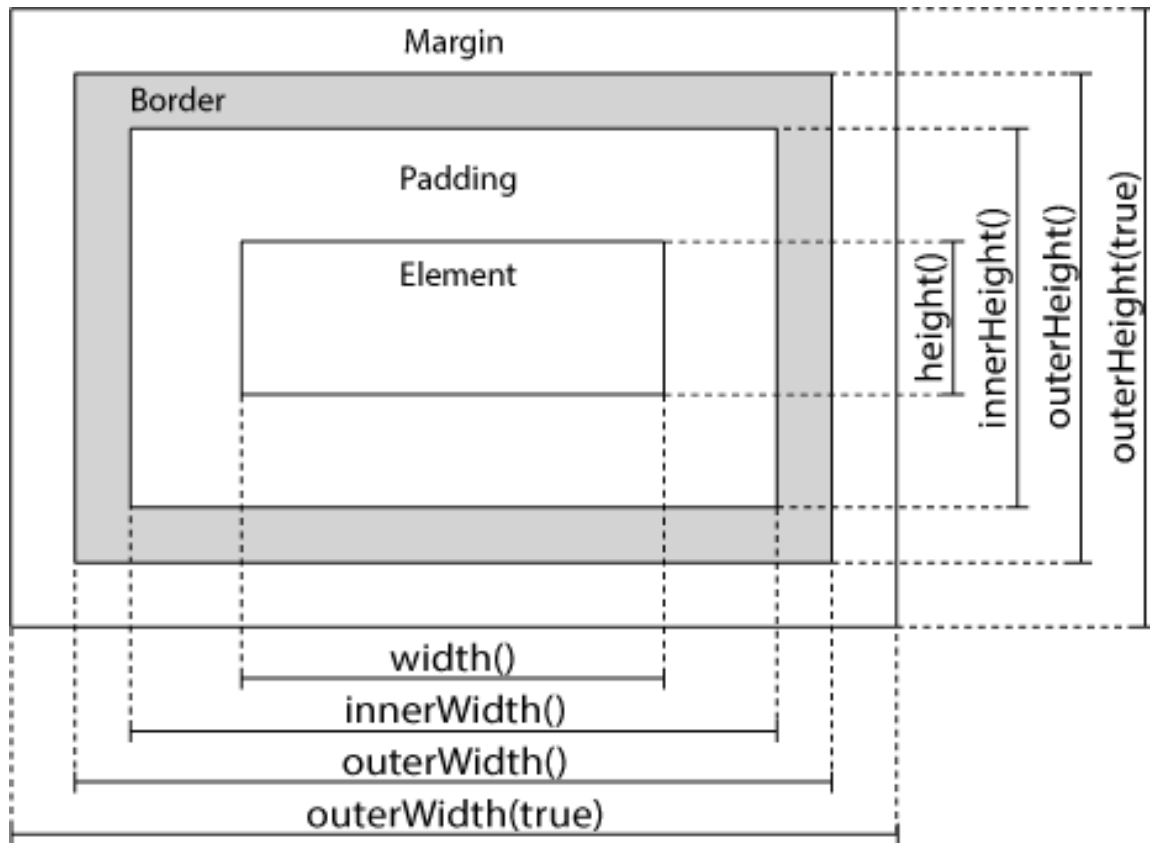 Margin
Border
Padding
Element
height()
innerHeight()
outerHeight()
outerHeight(true)
width()
innerWidth()
outerWidth()
outerWidth(true)